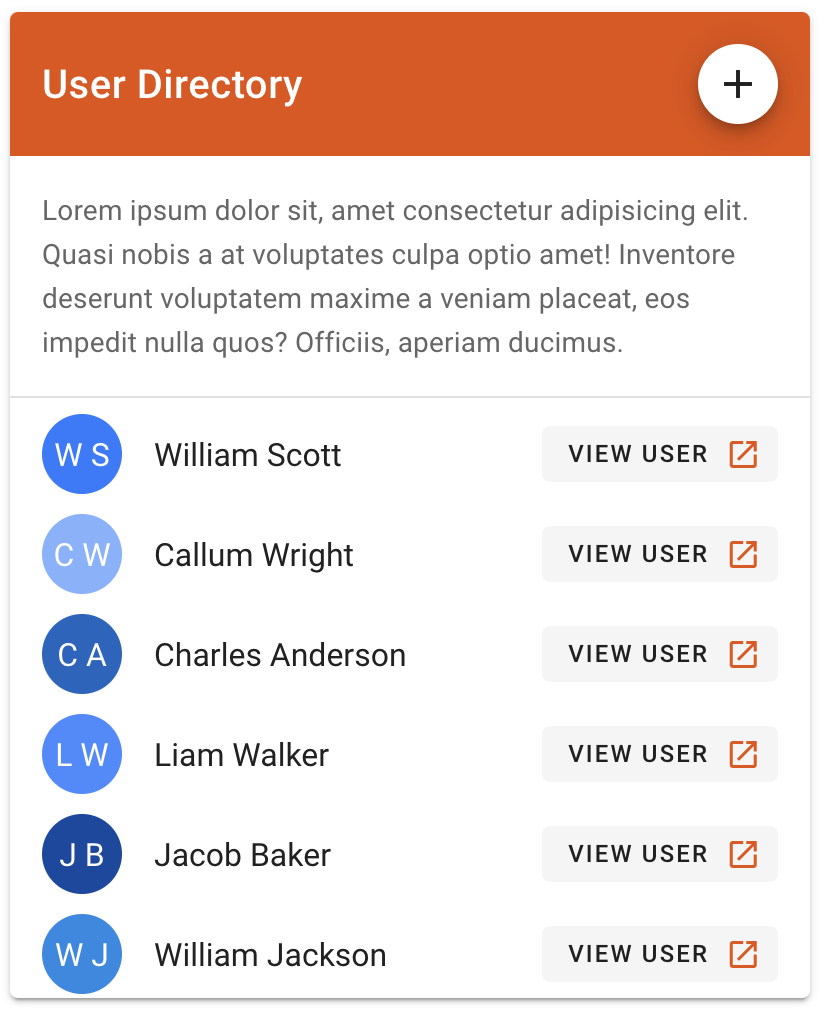 User Directory
Lorem ipsum dolor sit, amet consectetur adipisicing elit.
Quasi nobis a at voluptates culpa optio amet! Inventore
deserunt voluptatem maxime a veniam placeat, eos
impedit nulla quos? Officiis, aperiam ducimus.
W S William Scott VIEW USER
C W Callum Wright VIEW USER
C A Charles Anderson VIEW USER
L W Liam Walker VIEW USER
J B Jacob Baker VIEW USER
W J William Jackson VIEW USER